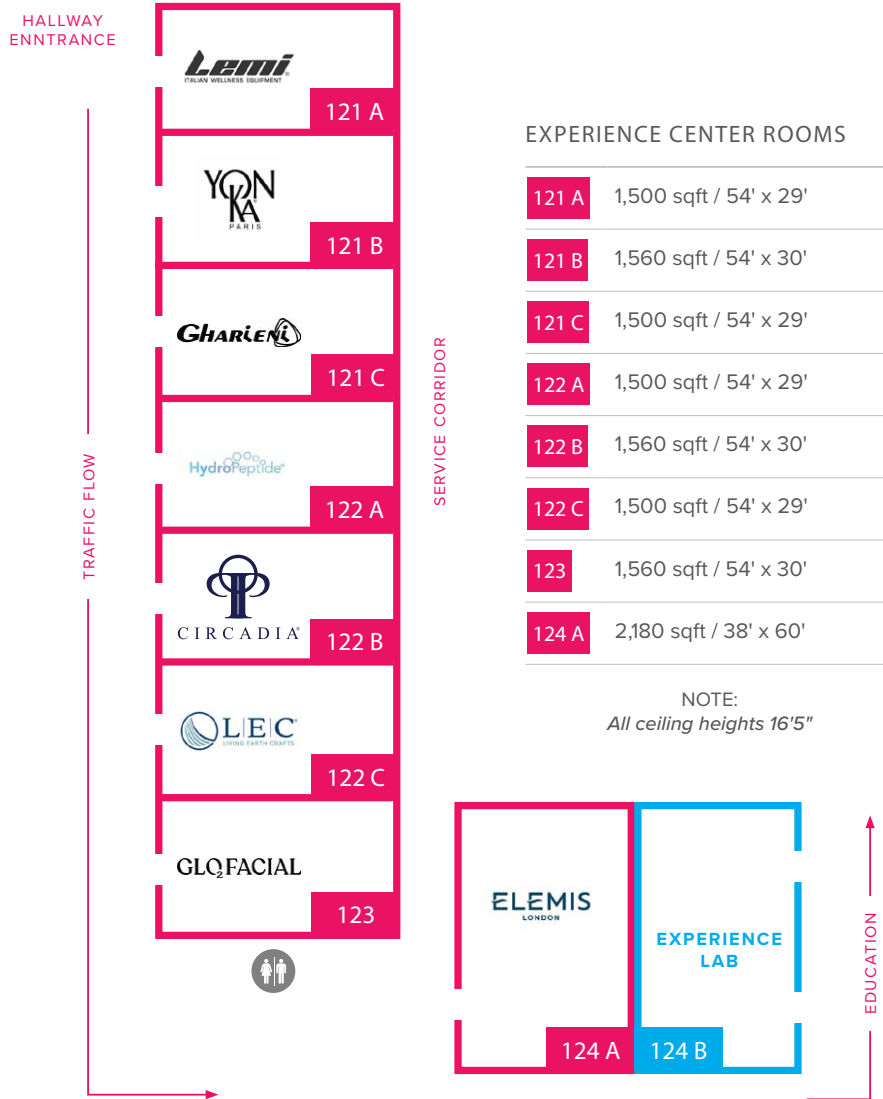 HALLWAY
ENNTRANCE
Lemi
ITALIAN WELLNESS EQUIPMENT
121 A
YON
KA
PARIS
121 B
GHARIENI
121 C
HydroPeptide
122 A
CIRCADIA
122 B
LEC
LIVING EARTH CRAFTS
122 C
GLO2FACIAL
123
TRAFFIC FLOW
SERVICE CORRIDOR
EXPERIENCE CENTER ROOMS
121 A 1,500 sqft / 54' x 29'
121 B 1,560 sqft / 54' x 30'
121 C 1,500 sqft / 54' x 29'
122 A 1,500 sqft / 54' x 29'
122 B 1,560 sqft / 54' x 30'
122 C 1,500 sqft / 54' x 29'
123 1,560 sqft / 54' x 30'
124 A 2,180 sqft / 38' x 60'
NOTE:
All ceiling heights 16'5"
ELEMIS
LONDON
124 A
EXPERIENCE
LAB
124 B
EDUCATION